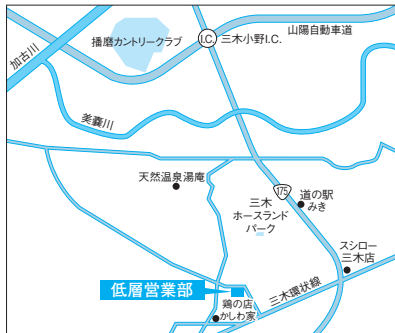 山陽自動車道
播磨カントリークラブ
I.C.
三木小野I.C.
加古川
美嚢川
天然温泉湯庵
175
道の駅
みき
三木
ホースランド
パーク
スシロー
三木店
三木環状線
低層営業部
鶏の店
かしわ家